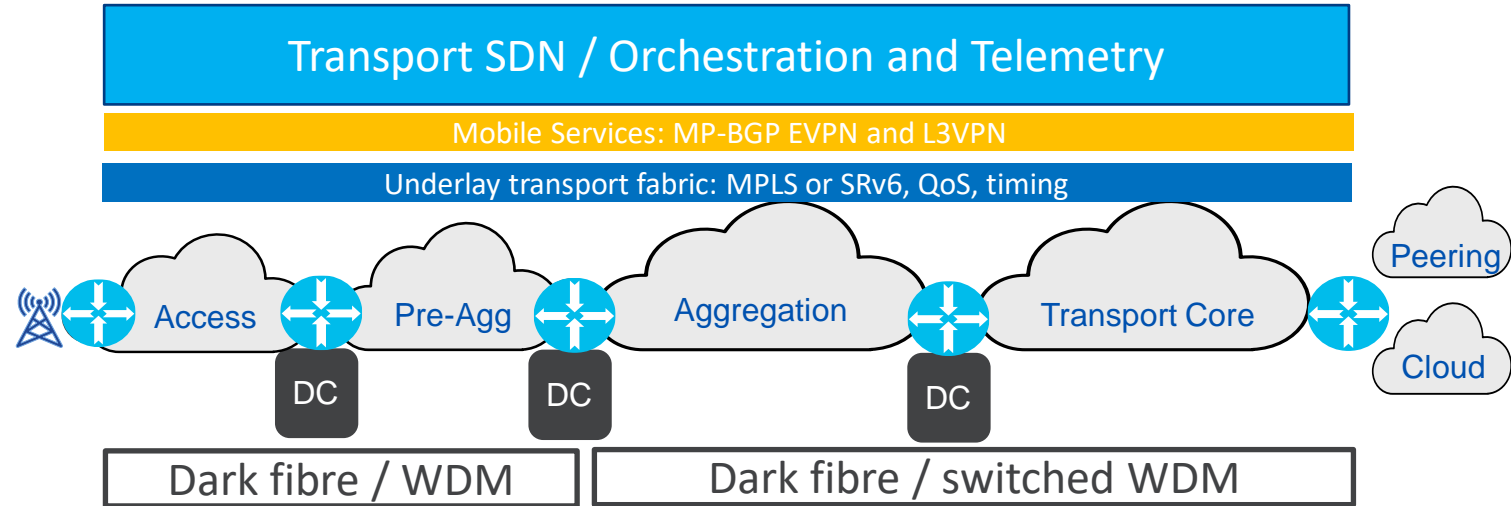 Transport SDN / Orchestration and Telemetry
Mobile Services: MP-BGP EVPN and L3VPN
Underlay transport fabric: MPLS or SRv6, QoS, timing
Access
Pre-Agg
Aggregation
Transport Core
Peering
Cloud
DC
DC
DC
Dark fibre / WDM
Dark fibre / switched WDM